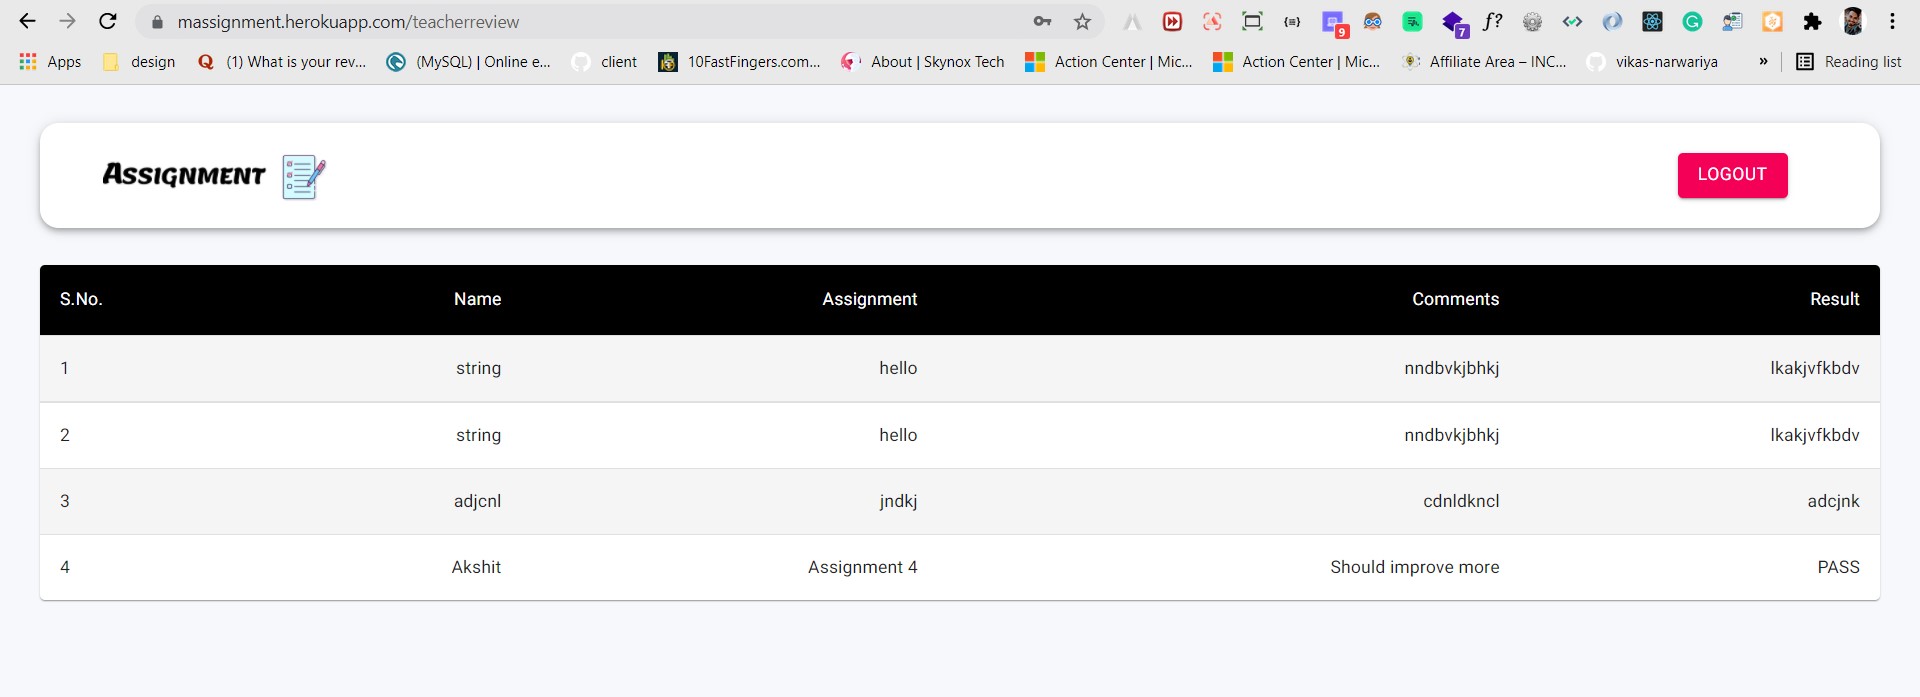 massignment.herokuapp.com/teacherreview
{≡} 9 7 f?
Apps design (1) What is your rev... (MySQL) | Online e... client 10FastFingers.com... About | Skynox Tech Action Center | Mic... Action Center | Mic... Affiliate Area – INC... vikas-narwariya » Reading list
Assignment LOGOUT
S.No. Name Assignment Comments Result
1 string hello nndbvkjbhkj lkakjvfkbdv
2 string hello nndbvkjbhkj lkakjvfkbdv
3 adjcnl jndkj cdnldkncl adcjnk
4 Akshit Assignment 4 Should improve more PASS